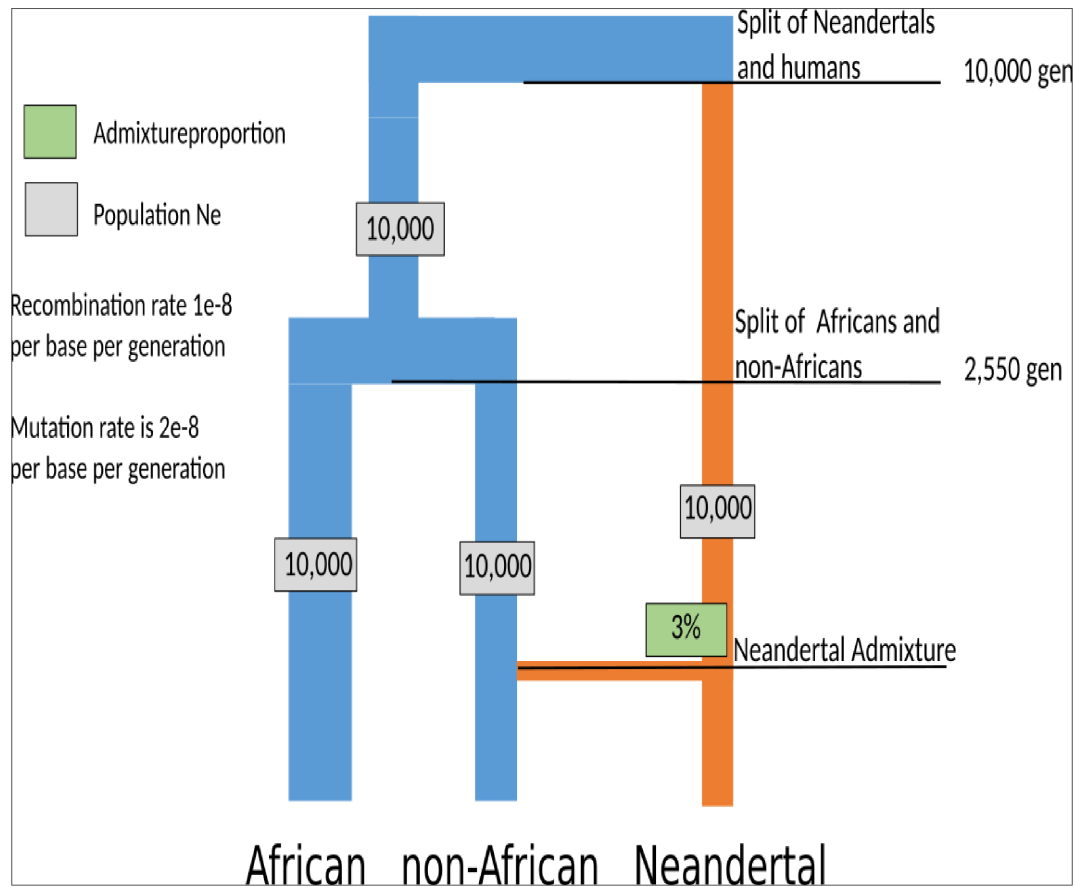 Split of Neandertals
and humans
10,000 gen
Admixtureproportion
Population Ne
10,000
Recombination rate 1e-8
per base per generation
Split of Africans and
non-Africans
2,550 gen
Mutation rate is 2e-8
per base per generation
10,000
10,000
10,000
3%
Neandertal Admixture
African
non-African
Neandertal